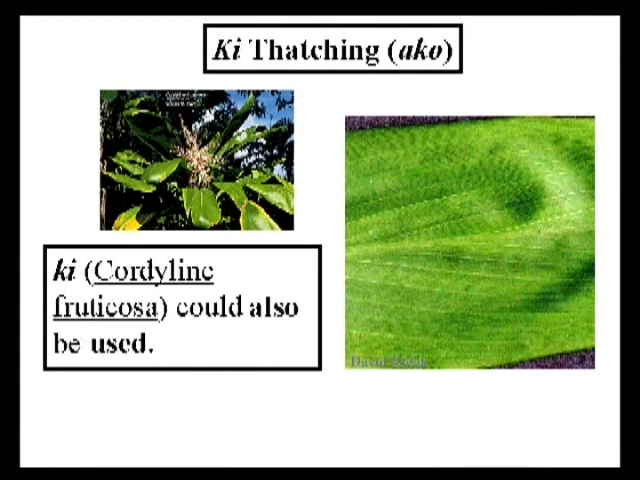 Ki Thatching (ako)
ki (Cordyline
fruticosa) could also
be used.